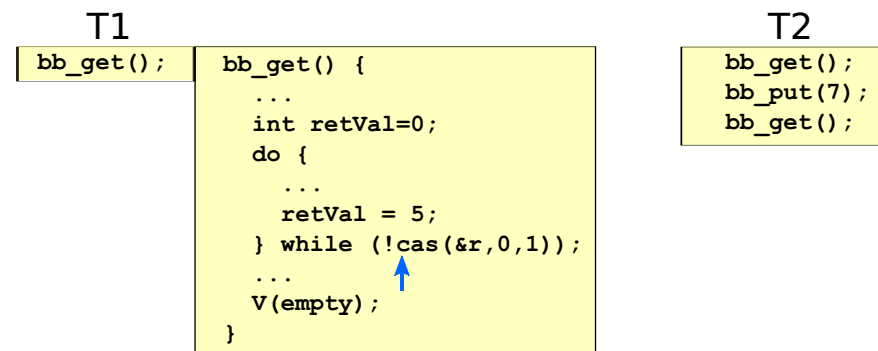 T1
bb_get();
bb_get() {
...
int retVal=0;
do {
...
retVal = 5;
} while (!cas(&r,0,1));
...
V(empty);
}
T2
bb_get();
bb_put(7);
bb_get();